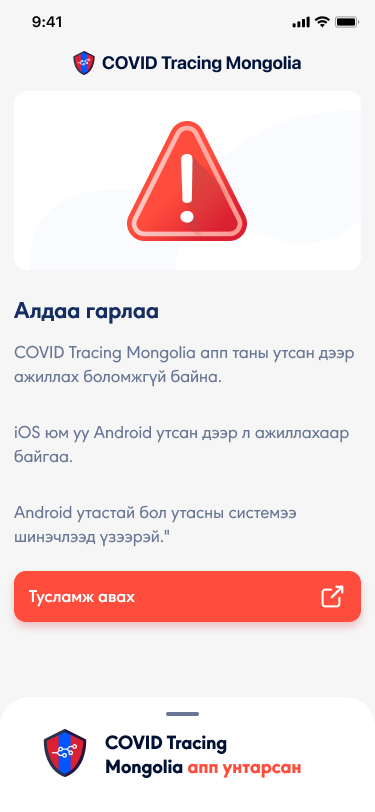 9:41
COVID Tracing Mongolia
Алдаа гарлаа
COVID Tracing Mongolia апп таны утсан дээр
ажиллах боломжгүй байна.
iOS юм уу Android утсан дээр л ажиллахаар
байгаа.
Android утастай бол утасны системээ
шинэчлээд үзээрэй."
Тусламж авах
COVID Tracing
Mongolia апп унтарсан